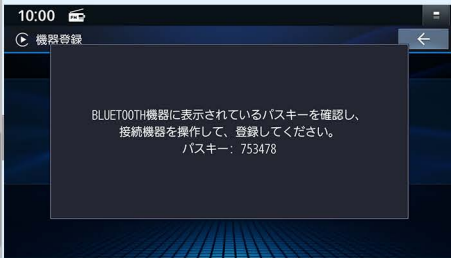 10:00
機器登録
BLUETOOTH機器に表示されているパスキーを確認し、
接続機器を操作して、登録してください。
パスキー: 753478